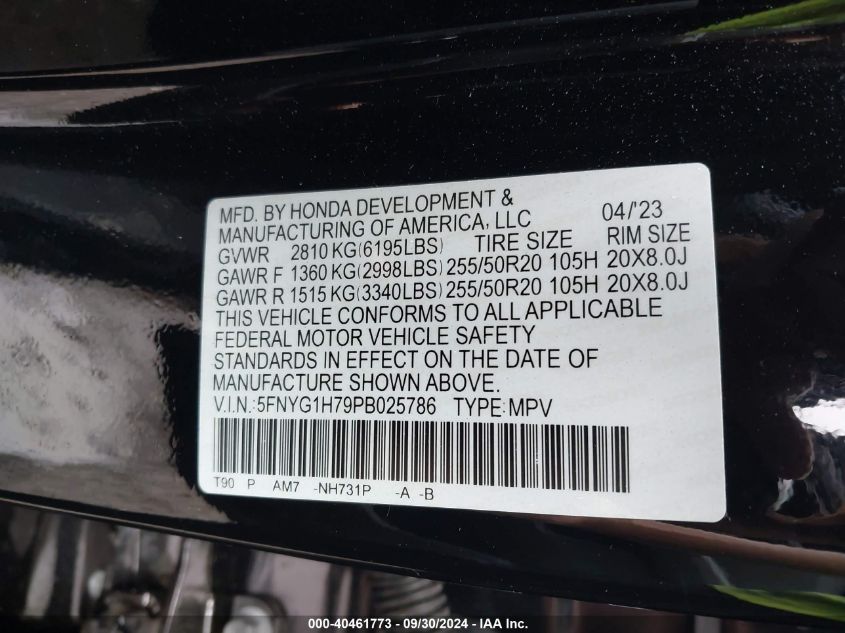 MFD. BY HONDA DEVELOPMENT & 04/'23
MANUFACTURING OF AMERICA, LLC
GVWR 2810 KG(6195LBS) TIRE SIZE RIM SIZE
GAWR F 1360 KG(2998LBS) 255/50R20 105H 20X8.0J
GAWR R 1515 KG(3340LBS) 255/50R20 105H 20X8.0J
THIS VEHICLE CONFORMS TO ALL APPLICABLE
FEDERAL MOTOR VEHICLE SAFETY
STANDARDS IN EFFECT ON THE DATE OF
MANUFACTURE SHOWN ABOVE.
V.I.N.:5FNYG1H79PB025786 TYPE:MPV
T90 P AM7 -NH731P -A -B
000-40461773 - 09/30/2024 - IAA Inc.